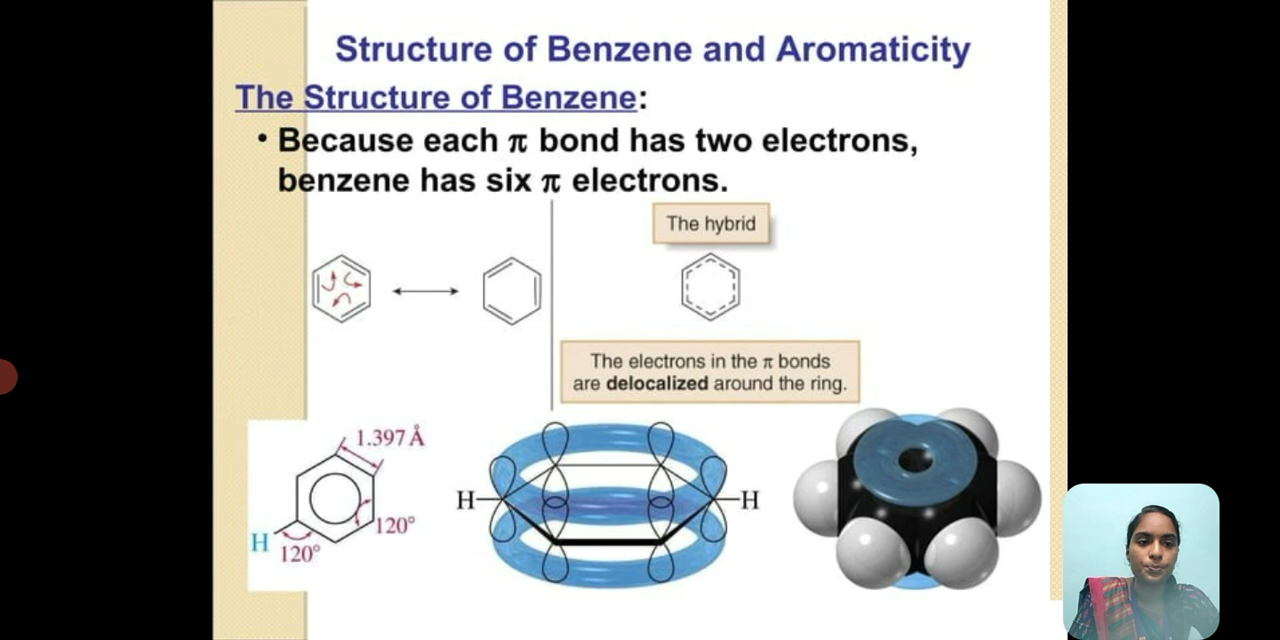 Structure of Benzene and Aromaticity
The Structure of Benzene:
• Because each π bond has two electrons,
benzene has six π electrons.
The hybrid
The electrons in the π bonds
are delocalized around the ring.
1.397 Å
120°
H
120°
H
H